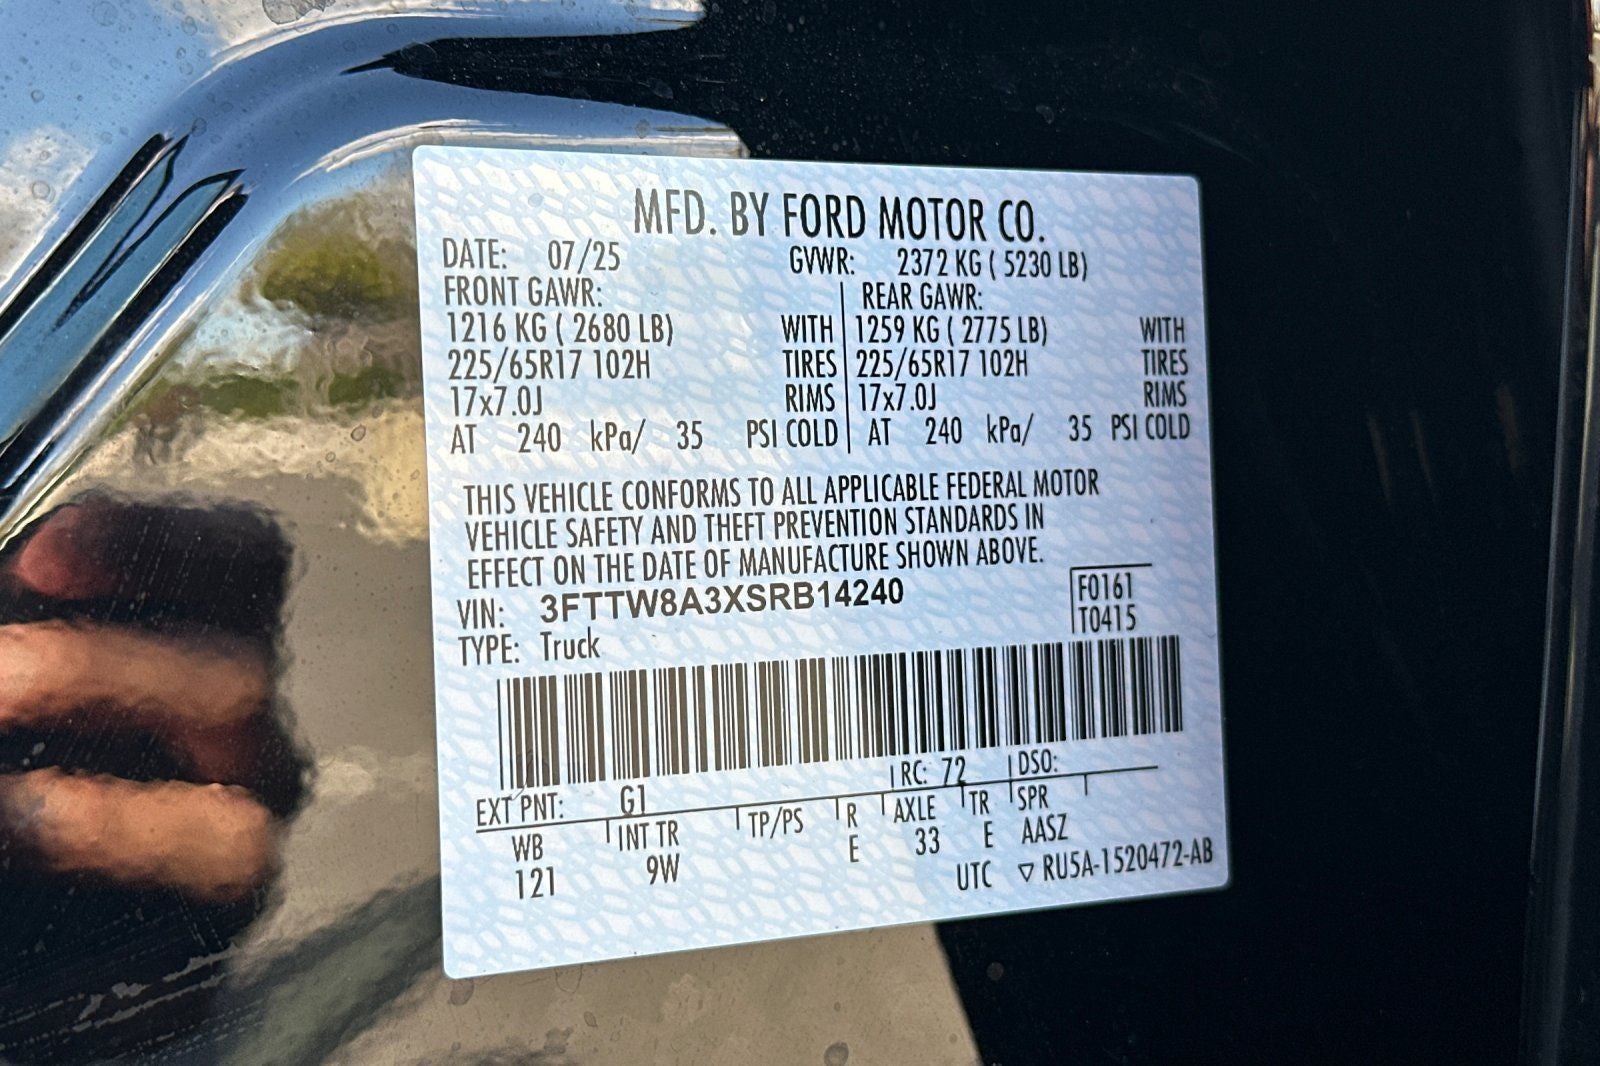 MFD. BY FORD MOTOR CO.
DATE: 07/25 GVWR: 2372 KG ( 5230 LB)
FRONT GAWR: REAR GAWR:
1216 KG ( 2680 LB) WITH 1259 KG ( 2775 LB) WITH
225/65R17 102H TIRES 225/65R17 102H TIRES
17x7.0J RIMS 17x7.0J RIMS
AT 240 kPa/ 35 PSI COLD AT 240 kPa/ 35 PSI COLD
THIS VEHICLE CONFORMS TO ALL APPLICABLE FEDERAL MOTOR
VEHICLE SAFETY AND THEFT PREVENTION STANDARDS IN
EFFECT ON THE DATE OF MANUFACTURE SHOWN ABOVE.
VIN: 3FTTW8A3XSRB14240 F0161
TYPE: Truck T0415
EXT PNT: G1 RC: 72 DSO:
WB INT TR TP/PS R AXLE TR SPR
121 9W E 33 E AASZ
UTC ▽ RU5A-1520472-AB